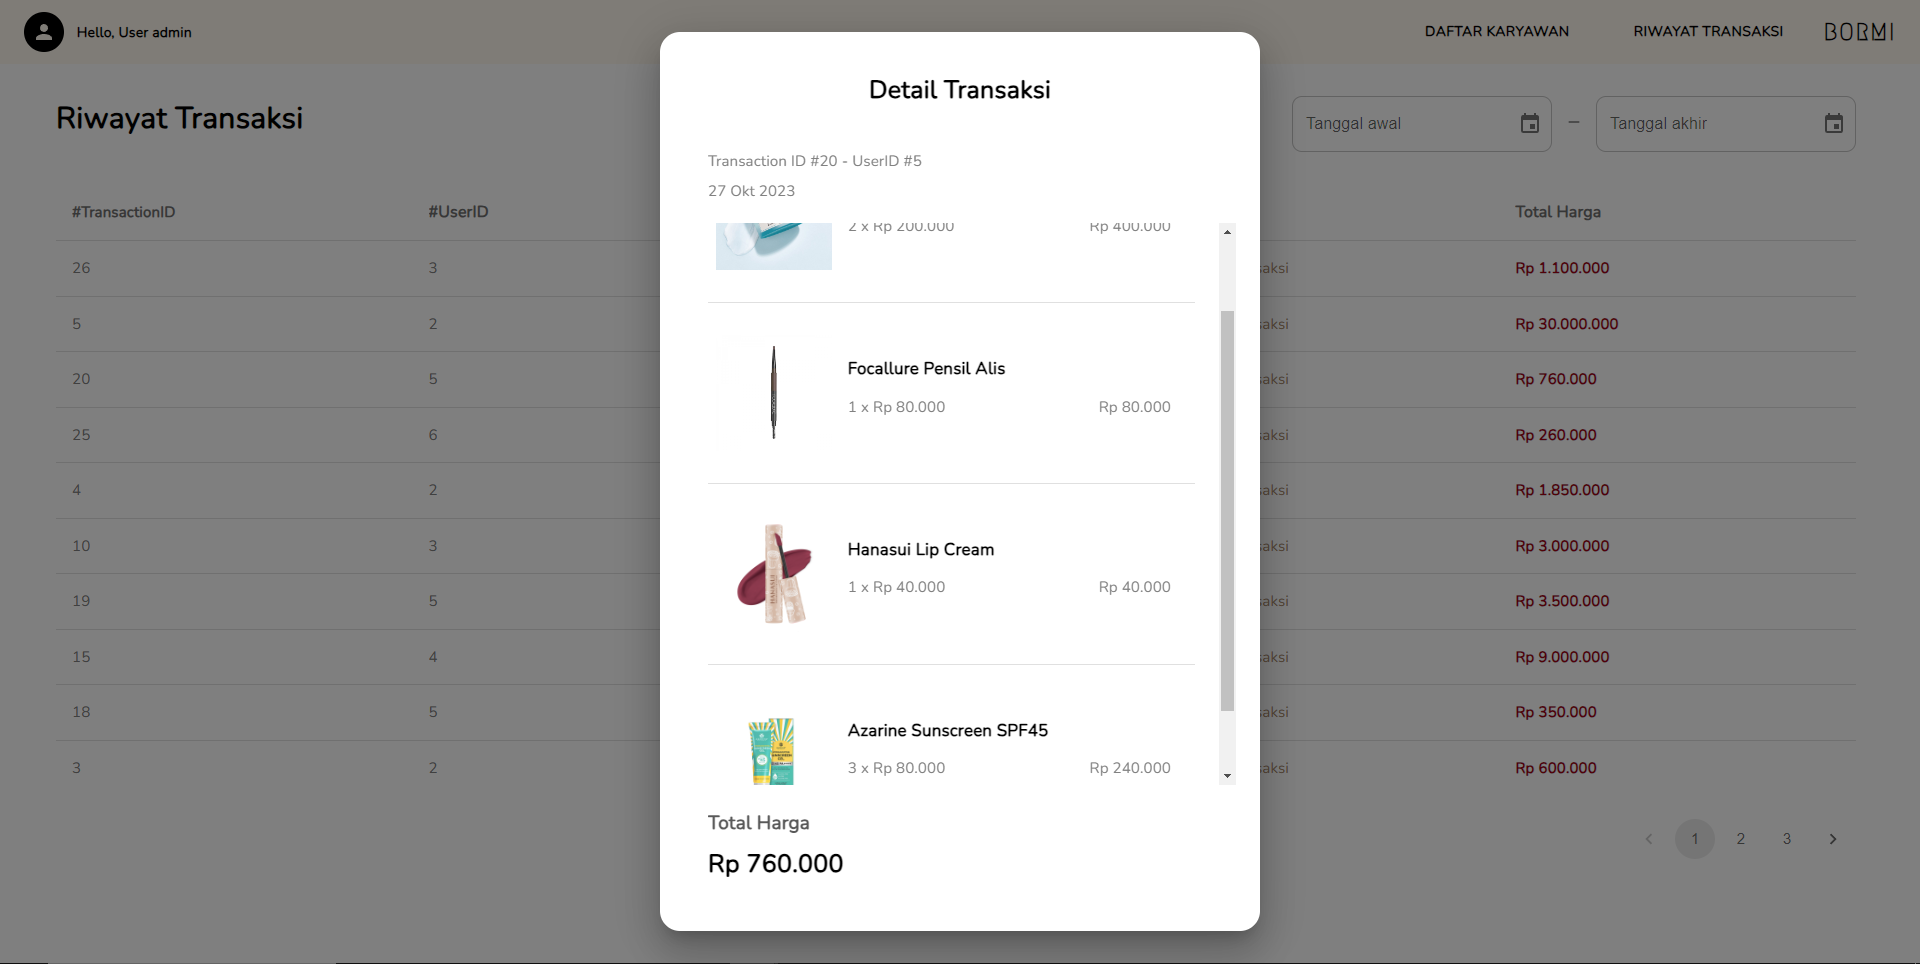 Hello, User admin
DAFTAR KARYAWAN
RIWAYAT TRANSAKSI
BORMI
Riwayat Transaksi
Tanggal awal
–
Tanggal akhir
#TransactionID
#UserID
Total Harga
26
3
aksi
Rp 1.100.000
5
2
aksi
Rp 30.000.000
20
5
aksi
Rp 760.000
25
6
aksi
Rp 260.000
4
2
aksi
Rp 1.850.000
10
3
aksi
Rp 3.000.000
19
5
aksi
Rp 3.500.000
15
4
aksi
Rp 9.000.000
18
5
aksi
Rp 350.000
3
2
aksi
Rp 600.000
1
2
3
Detail Transaksi
Transaction ID #20 - UserID #5
27 Okt 2023
2 x Rp 200.000
Rp 400.000
Focallure Pensil Alis
1 x Rp 80.000
Rp 80.000
Hanasui Lip Cream
1 x Rp 40.000
Rp 40.000
Azarine Sunscreen SPF45
3 x Rp 80.000
Rp 240.000
Total Harga
Rp 760.000